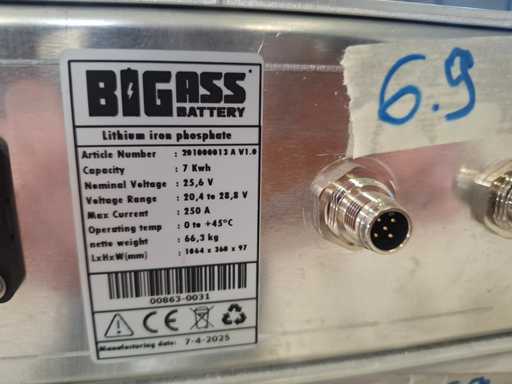 BIGASS
BATTERY
Lithium iron phosphate
Article Number : 201000013 A V1.0
Capacity : 7 Kwh
Nominal Voltage : 25,6 V
Voltage Range : 20,4 to 28,8 V
Max Current : 250 A
Operating temp : 0 to +45°C
nette weight : 66,3 kg
LxHxW(mm) : 1064 x 360 x 97
00863-0031
CE
Manufacturing date: 7-4-2025
6.9